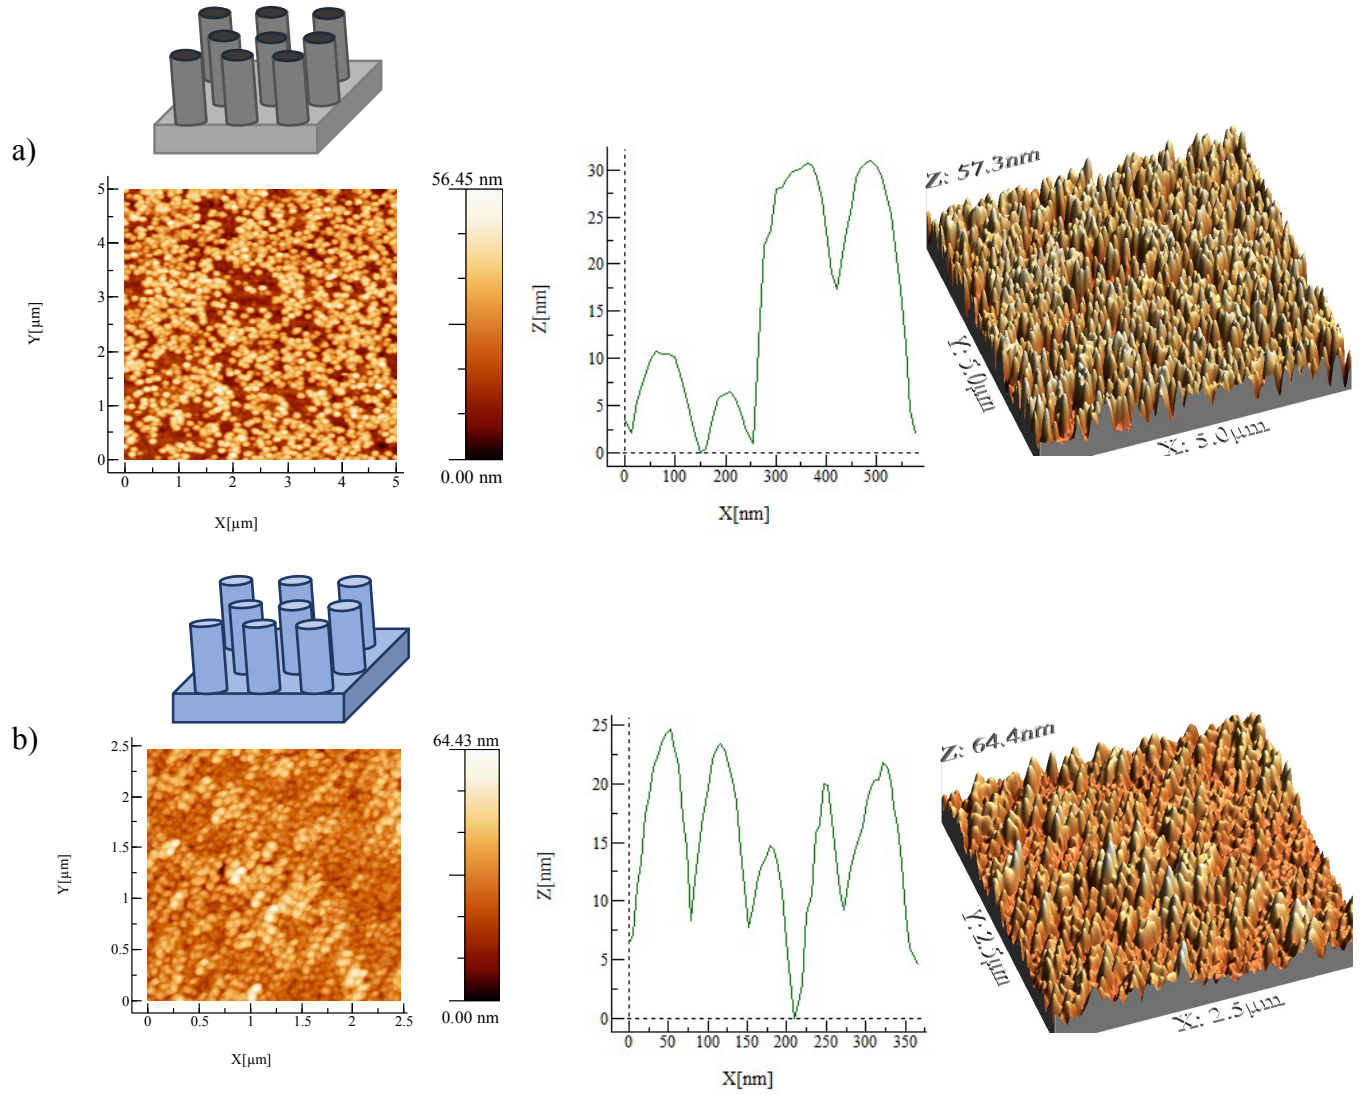 a)
56.45 nm
0.00 nm
5
4
3
2
1
0
Y[µm]
0 1 2 3 4 5
X[µm]
30
25
20
15
10
5
0
Z[nm]
0 100 200 300 400 500
X[nm]
Z: 57.3nm
Y: 5.0µm
X: 5.0µm
b)
64.43 nm
0.00 nm
2.5
2
1.5
1
0.5
0
Y[µm]
0 0.5 1 1.5 2 2.5
X[µm]
25
20
15
10
5
0
Z[nm]
0 50 100 150 200 250 300 350
X[nm]
Z: 64.4nm
Y: 2.5µm
X: 2.5µm